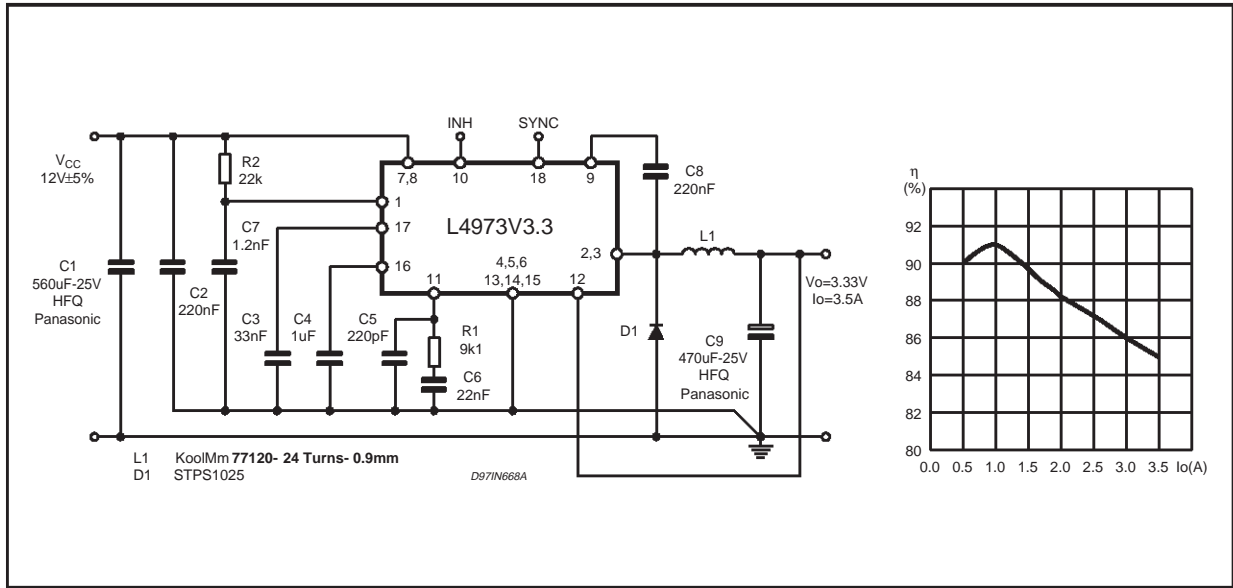 INH
SYNC
VCC
12V±5%
R2
22k
7,8
10
18
9
C8
220nF
1
17
16
L4973V3.3
2,3
4,5,6
13,14,15
11
12
L1
Vo=3.33V
Io=3.5A
C7
1.2nF
C1
560uF-25V
HFQ
Panasonic
C2
220nF
C3
33nF
C4
1uF
C5
220pF
R1
9k1
C6
22nF
D1
C9
470uF-25V
HFQ
Panasonic
L1 KoolMm 77120- 24 Turns- 0.9mm
D1 STPS1025
D97IN668A
η
(%)
92
90
88
86
84
82
80
0.0 0.5 1.0 1.5 2.0 2.5 3.0 3.5 Io(A)